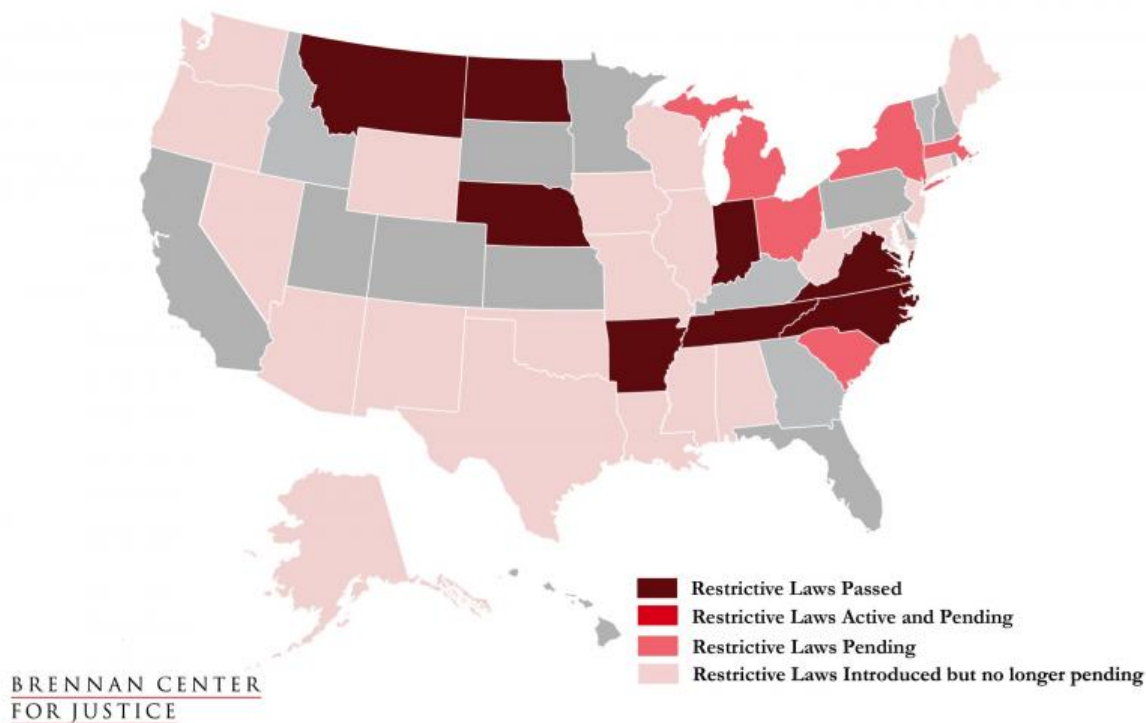 Restrictive Laws Passed
Restrictive Laws Active and Pending
Restrictive Laws Pending
Restrictive Laws Introduced but no longer pending
BRENNAN CENTER
FOR JUSTICE